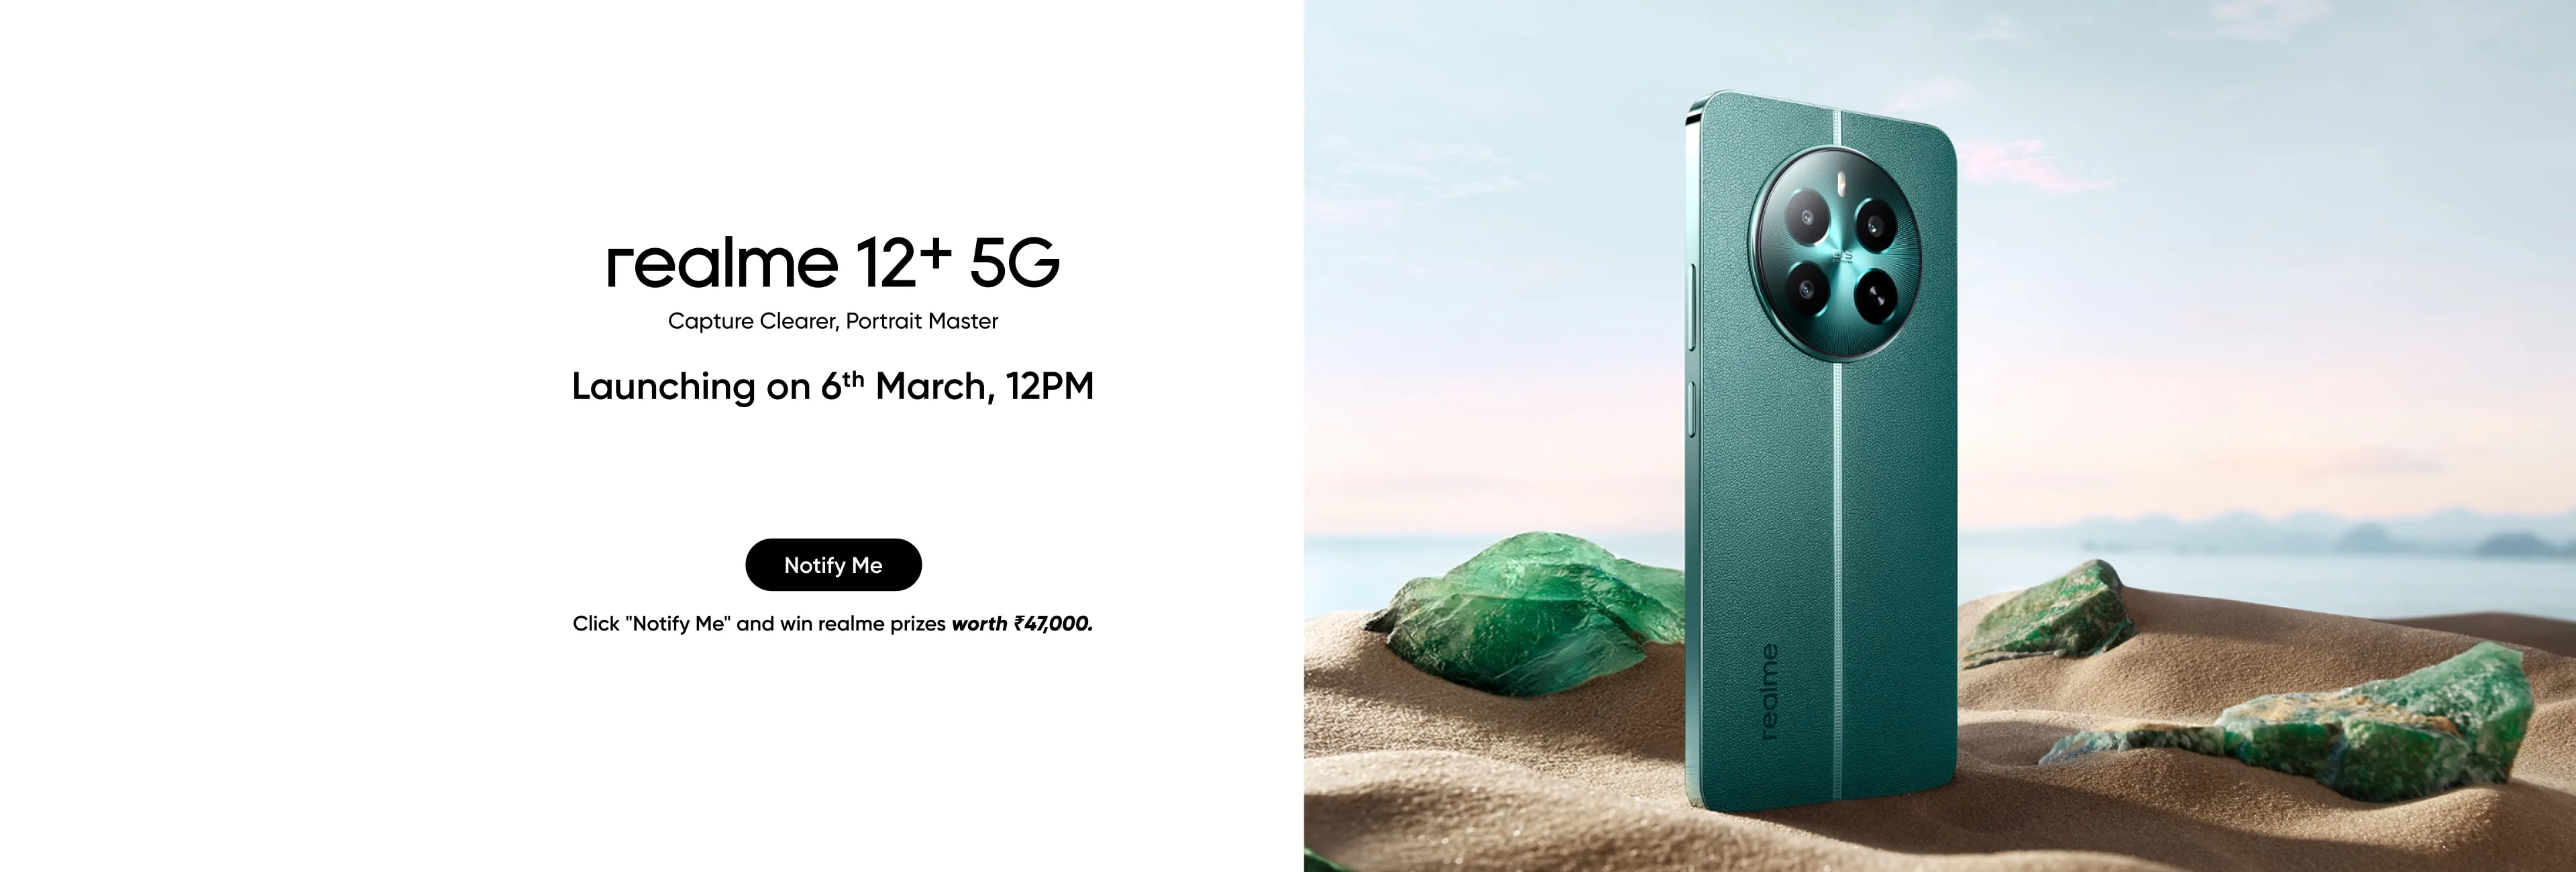 realme 12+ 5G
Capture Clearer, Portrait Master
Launching on 6th March, 12PM
Notify Me
Click "Notify Me" and win realme prizes worth ₹47,000.
realme